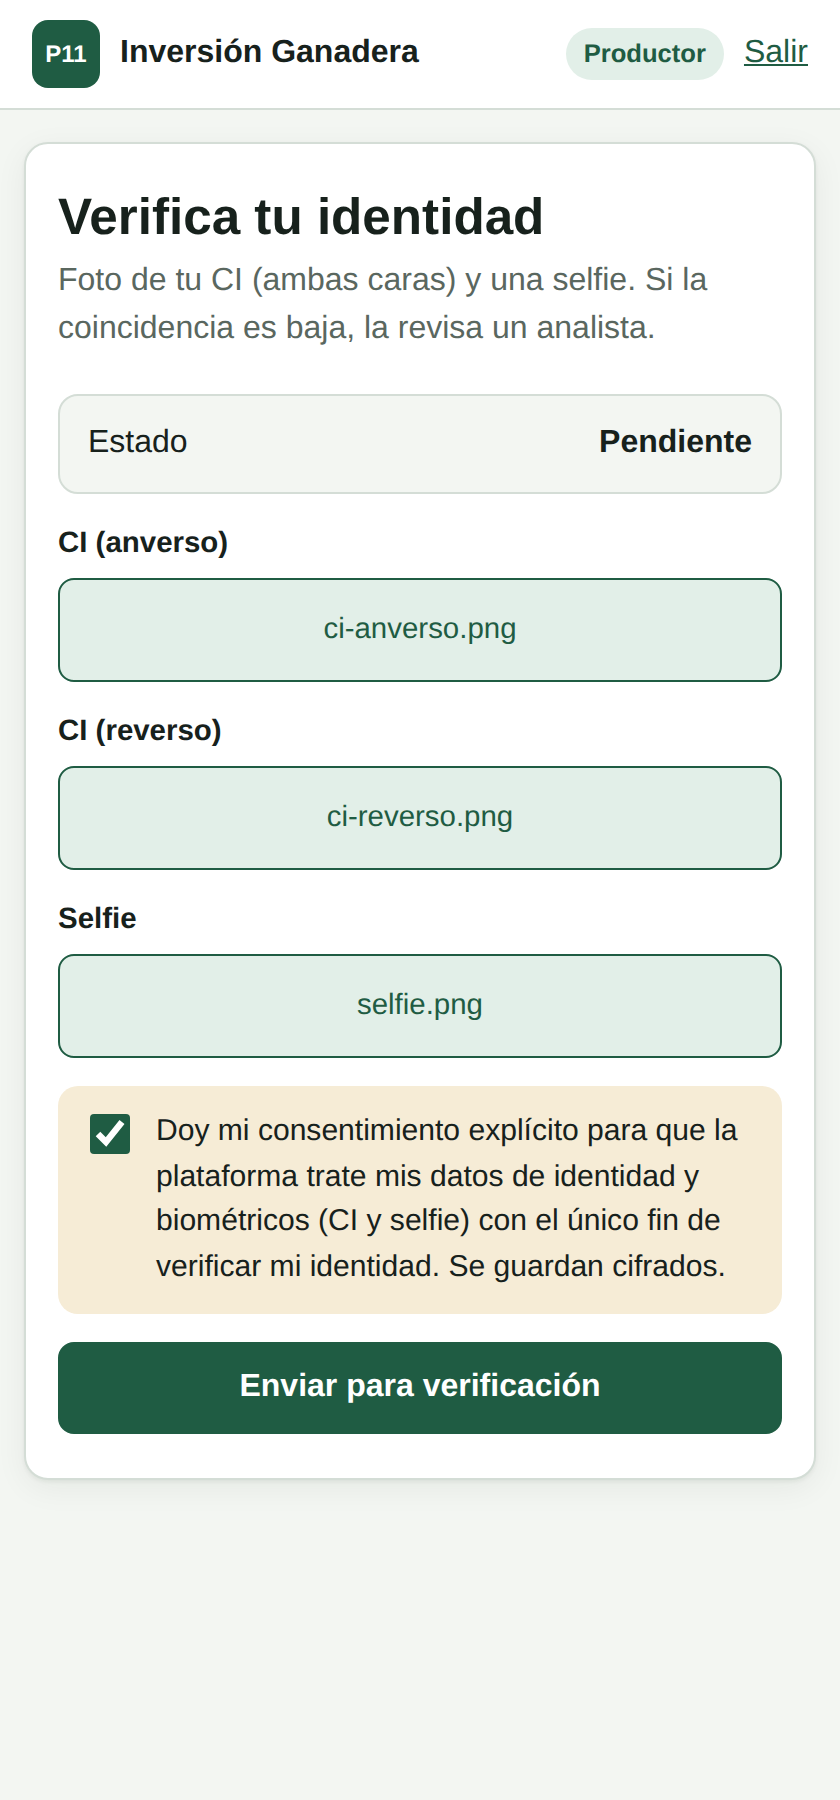 P11
Inversión Ganadera
Productor
Salir
Verifica tu identidad
Foto de tu CI (ambas caras) y una selfie. Si la
coincidencia es baja, la revisa un analista.
Estado
Pendiente
CI (anverso)
ci-anverso.png
CI (reverso)
ci-reverso.png
Selfie
selfie.png
Doy mi consentimiento explícito para que la
plataforma trate mis datos de identidad y
biométricos (CI y selfie) con el único fin de
verificar mi identidad. Se guardan cifrados.
Enviar para verificación